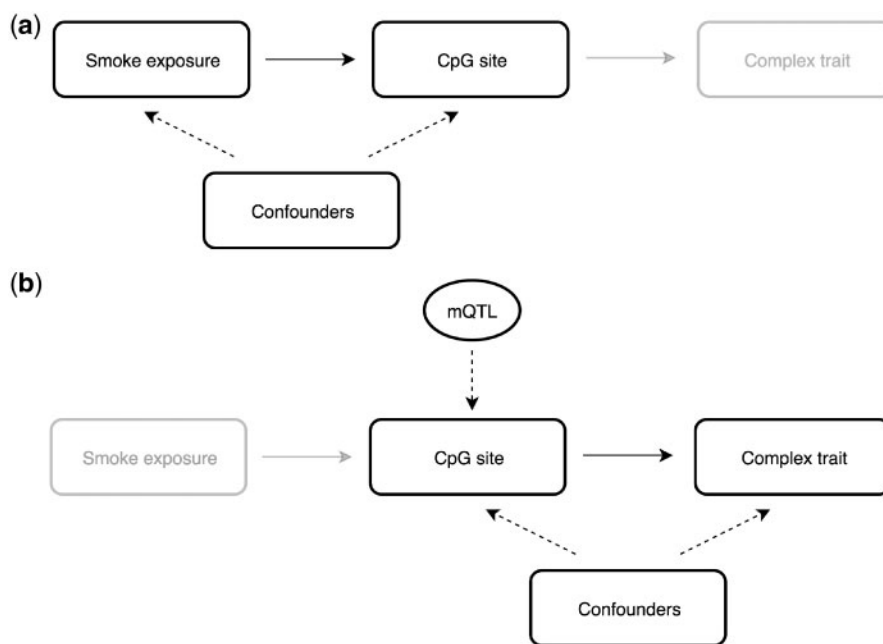 (a)
Smoke exposure
CpG site
Complex trait
Confounders
(b)
mQTL
Smoke exposure
CpG site
Complex trait
Confounders